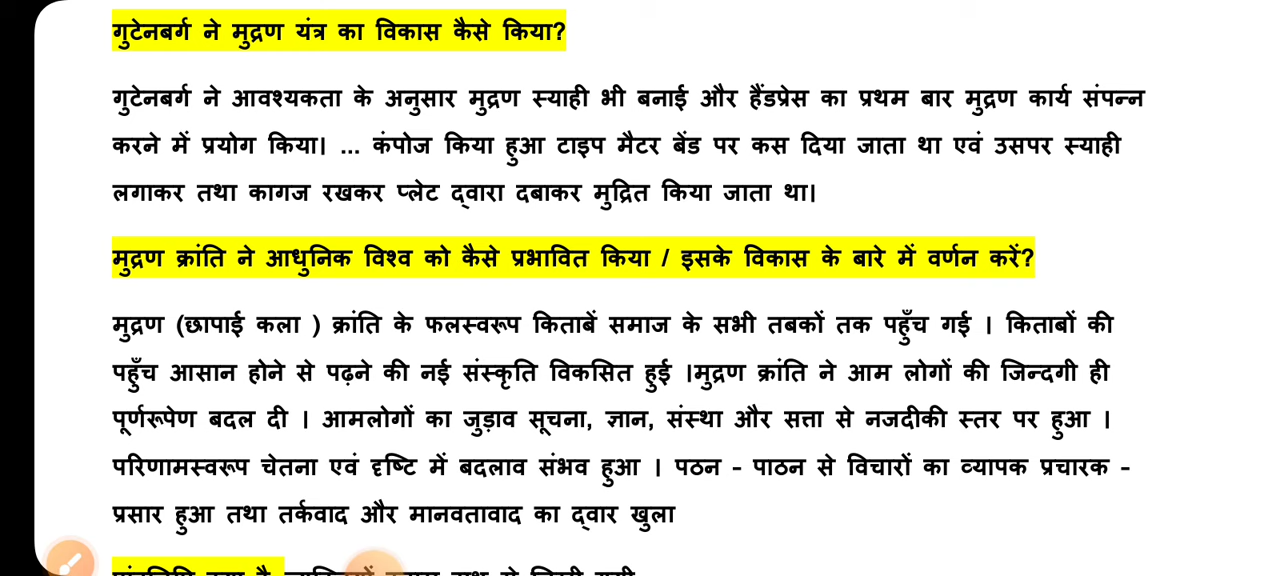 गुटेनबर्ग ने मुद्रण यंत्र का विकास कैसे किया?
गुटेनबर्ग ने आवश्यकता के अनुसार मुद्रण स्याही भी बनाई और हैंडप्रेस का प्रथम बार मुद्रण कार्य संपन्न
करने में प्रयोग किया। ... कंपोज किया हुआ टाइप मैटर बेंड पर कस दिया जाता था एवं उसपर स्याही
लगाकर तथा कागज रखकर प्लेट द्वारा दबाकर मुद्रित किया जाता था।
मुद्रण क्रांति ने आधुनिक विश्व को कैसे प्रभावित किया / इसके विकास के बारे में वर्णन करें?
मुद्रण (छापाई कला ) क्रांति के फलस्वरूप किताबें समाज के सभी तबकों तक पहुँच गई । किताबों की
पहुँच आसान होने से पढ़ने की नई संस्कृति विकसित हुई ।मुद्रण क्रांति ने आम लोगों की जिन्दगी ही
पूर्णरूपेण बदल दी । आमलोगों का जुड़ाव सूचना, ज्ञान, संस्था और सत्ता से नजदीकी स्तर पर हुआ ।
परिणामस्वरूप चेतना एवं दृष्टि में बदलाव संभव हुआ । पठन – पाठन से विचारों का व्यापक प्रचारक –
प्रसार हुआ तथा तर्कवाद और मानवतावाद का द्वार खुला